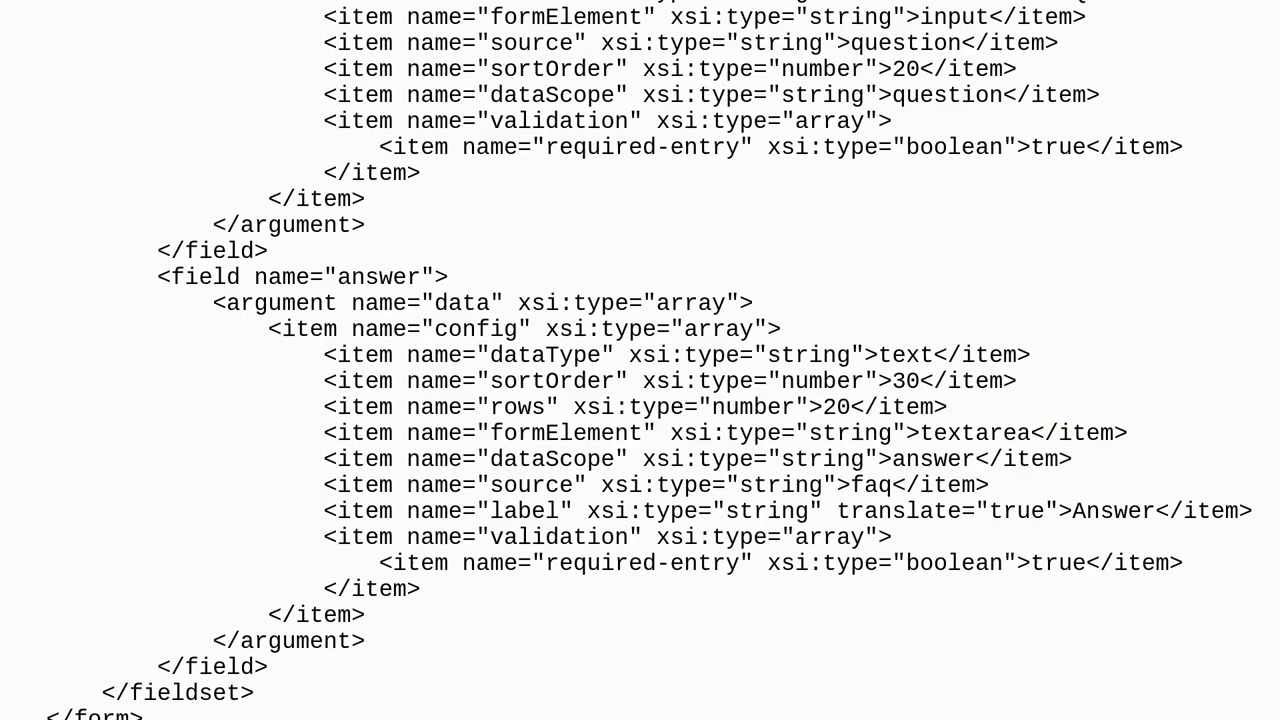 <item name="formElement" xsi:type="string">input</item>
<item name="source" xsi:type="string">question</item>
<item name="sortOrder" xsi:type="number">20</item>
<item name="dataScope" xsi:type="string">question</item>
<item name="validation" xsi:type="array">
<item name="required-entry" xsi:type="boolean">true</item>
</item>
</item>
</argument>
</field>
<field name="answer">
<argument name="data" xsi:type="array">
<item name="config" xsi:type="array">
<item name="dataType" xsi:type="string">text</item>
<item name="sortOrder" xsi:type="number">30</item>
<item name="rows" xsi:type="number">20</item>
<item name="formElement" xsi:type="string">textarea</item>
<item name="dataScope" xsi:type="string">answer</item>
<item name="source" xsi:type="string">faq</item>
<item name="label" xsi:type="string" translate="true">Answer</item>
<item name="validation" xsi:type="array">
<item name="required-entry" xsi:type="boolean">true</item>
</item>
</item>
</argument>
</field>
</fieldset>
</form>